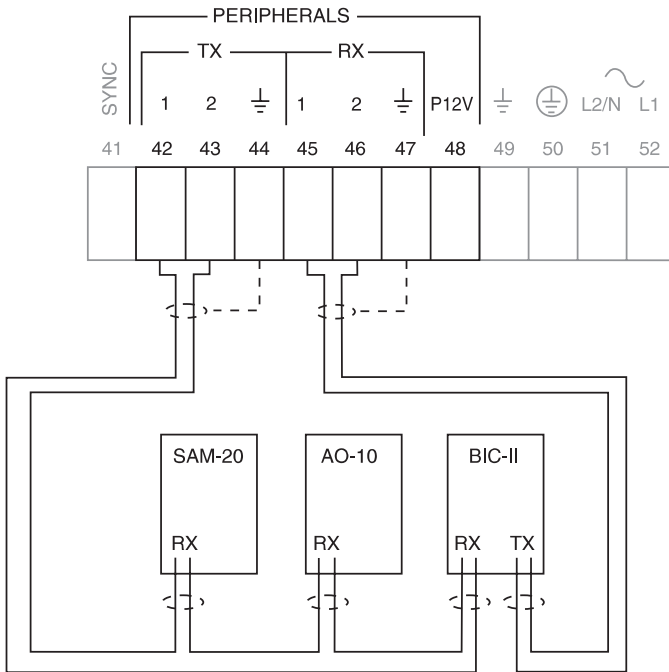 PERIPHERALS
TX RX
SYNC 1 2 1 2 P12V L2/N L1
41 42 43 44 45 46 47 48 49 50 51 52
SAM-20 AO-10 BIC-II
RX RX RX TX